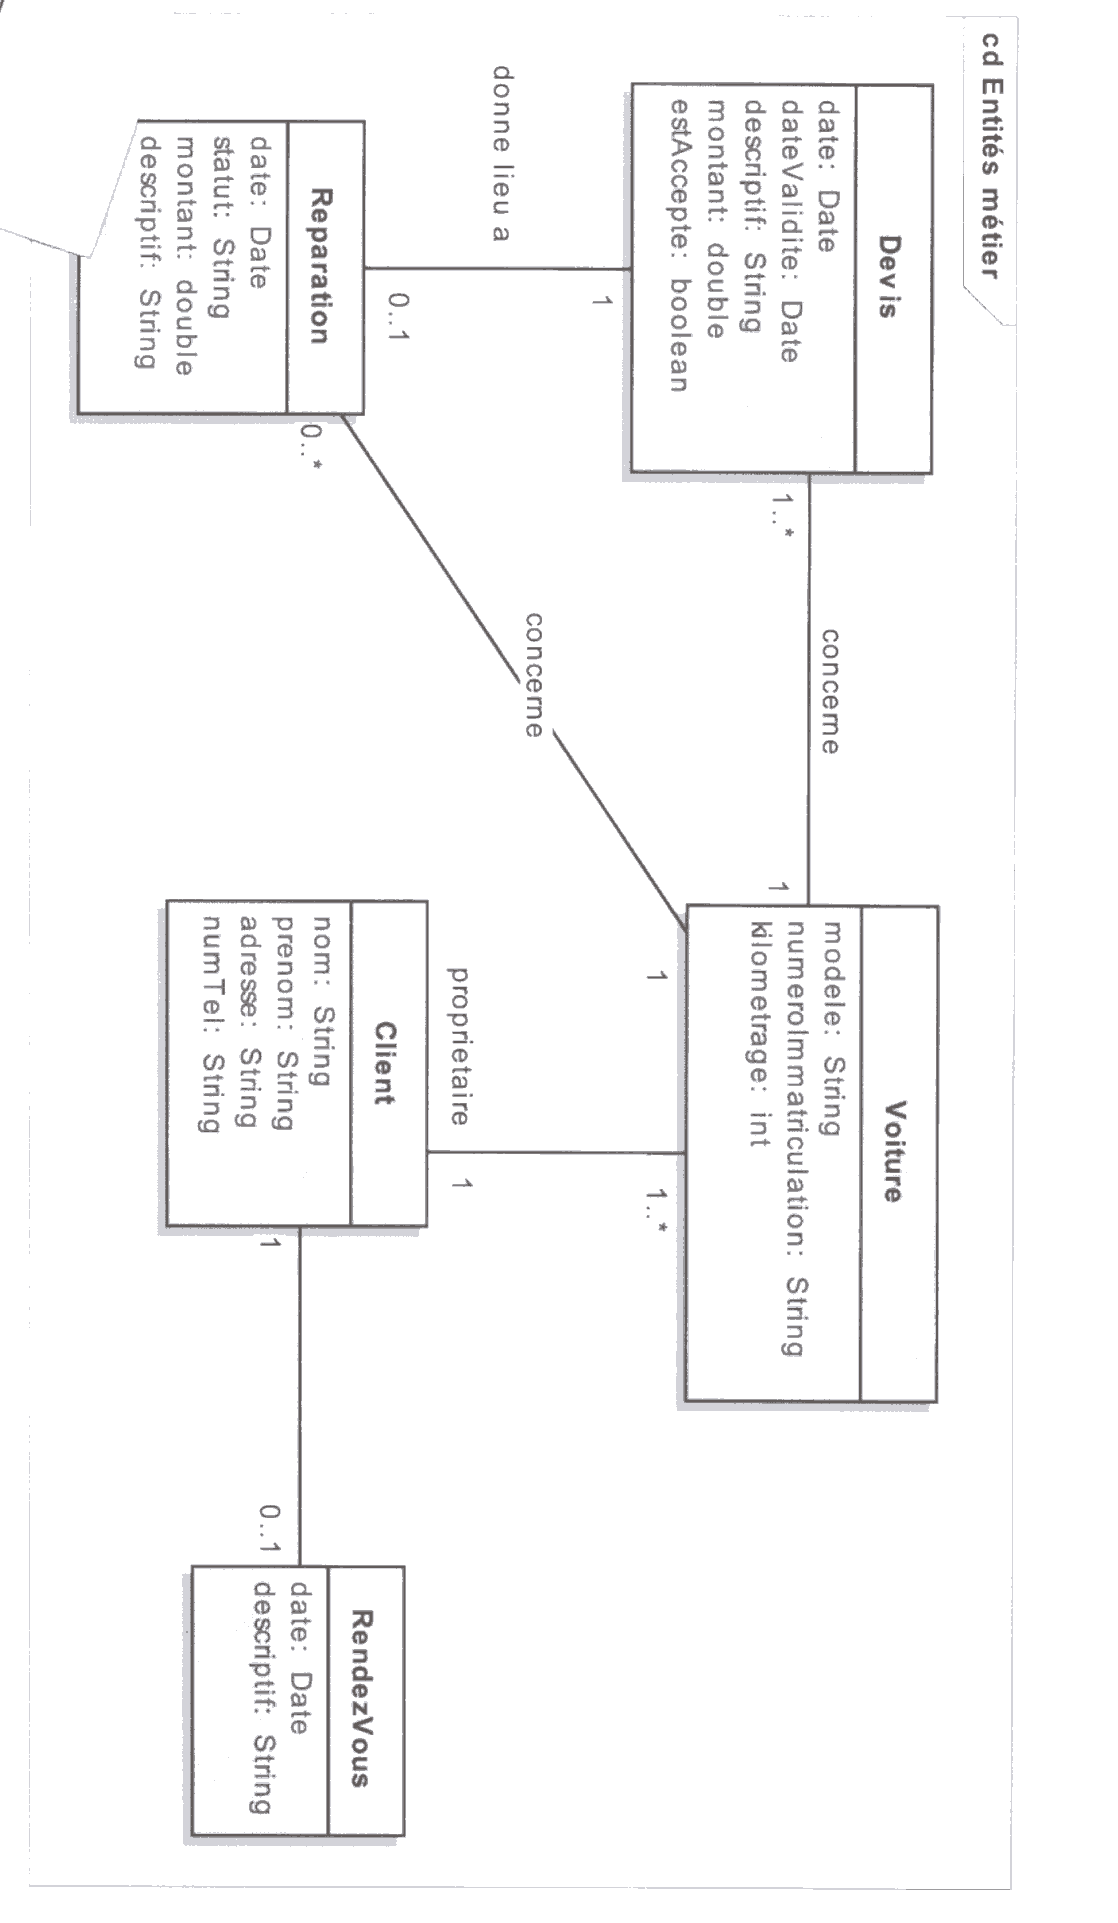 cd Entités métier
Devis
date: Date
dateValidite: Date
descriptif: String
montant: double
estAccepte: boolean
1..*
concerne
1
Voiture
modele: String
numeroImmatriculation: String
kilometrage: int
1
donne lieu a
0..1
concerne
1
1..*
proprietaire
1
Reparation
date: Date
statut: String
montant: double
descriptif: String
0..*
Client
nom: String
prenom: String
adresse: String
numTel: String
1
0..1
RendezVous
date: Date
descriptif: String